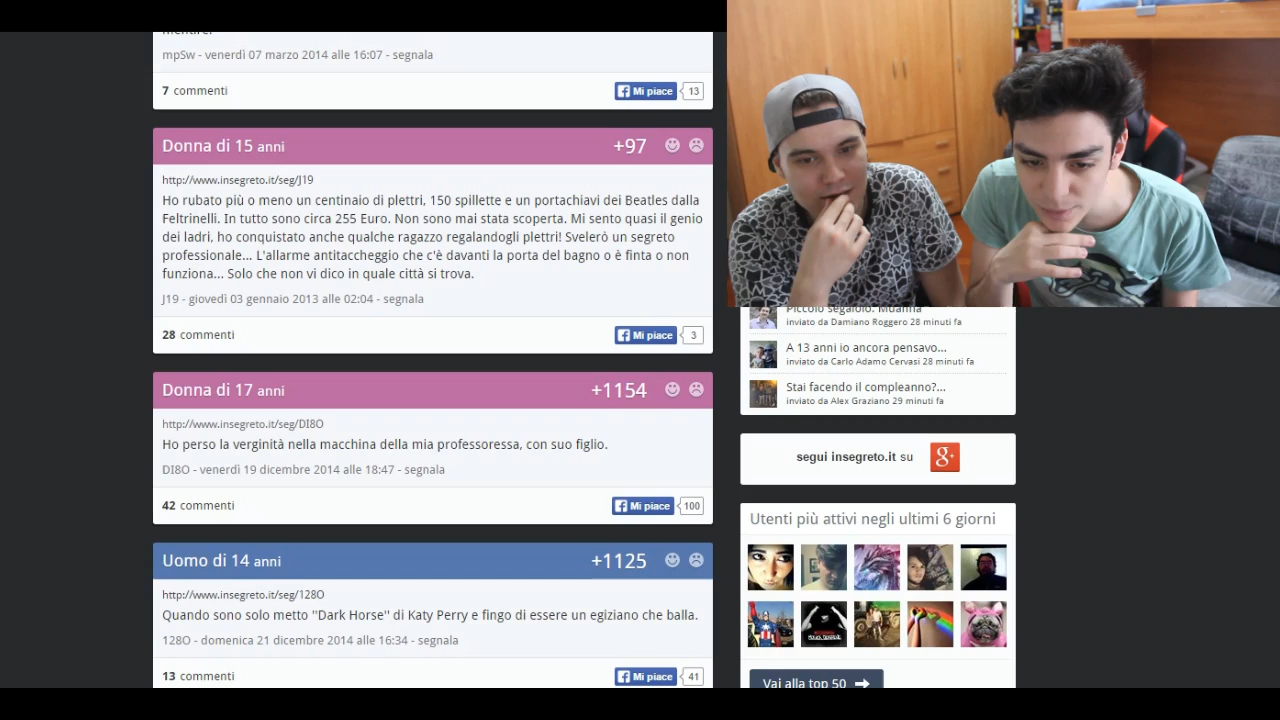 mpSw - venerdì 07 marzo 2014 alle 16:07 - segnala
7 commenti
Mi piace 13
Donna di 15 anni
+97
http://www.insegreto.it/seg/J19
Ho rubato più o meno un centinaio di plettri, 150 spillette e un portachiavi dei Beatles dalla
Feltrinelli. In tutto sono circa 255 Euro. Non sono mai stata scoperta. Mi sento quasi il genio
dei ladri, ho conquistato anche qualche ragazzo regalandogli plettri! Svelerò un segreto
professionale... L'allarme antitaccheggio che c'è davanti la porta del bagno o è finta o non
funziona... Solo che non vi dico in quale città si trova.
J19 - giovedì 03 gennaio 2013 alle 02:04 - segnala
28 commenti
Mi piace 3
Donna di 17 anni
+1154
http://www.insegreto.it/seg/DI8O
Ho perso la verginità nella macchina della mia professoressa, con suo figlio.
DI8O - venerdì 19 dicembre 2014 alle 18:47 - segnala
42 commenti
Mi piace 100
Uomo di 14 anni
+1125
http://www.insegreto.it/seg/128O
Quando sono solo metto "Dark Horse" di Katy Perry e fingo di essere un egiziano che balla.
128O - domenica 21 dicembre 2014 alle 16:34 - segnala
13 commenti
Mi piace 41
inviato da Damiano Roggero 28 minuti fa
A 13 anni io ancora pensavo...
inviato da Carlo Adamo Cervasi 28 minuti fa
Stai facendo il compleanno?...
inviato da Alex Graziano 29 minuti fa
segui insegreto.it su g+
Utenti più attivi negli ultimi 6 giorni
Vai alla top 50